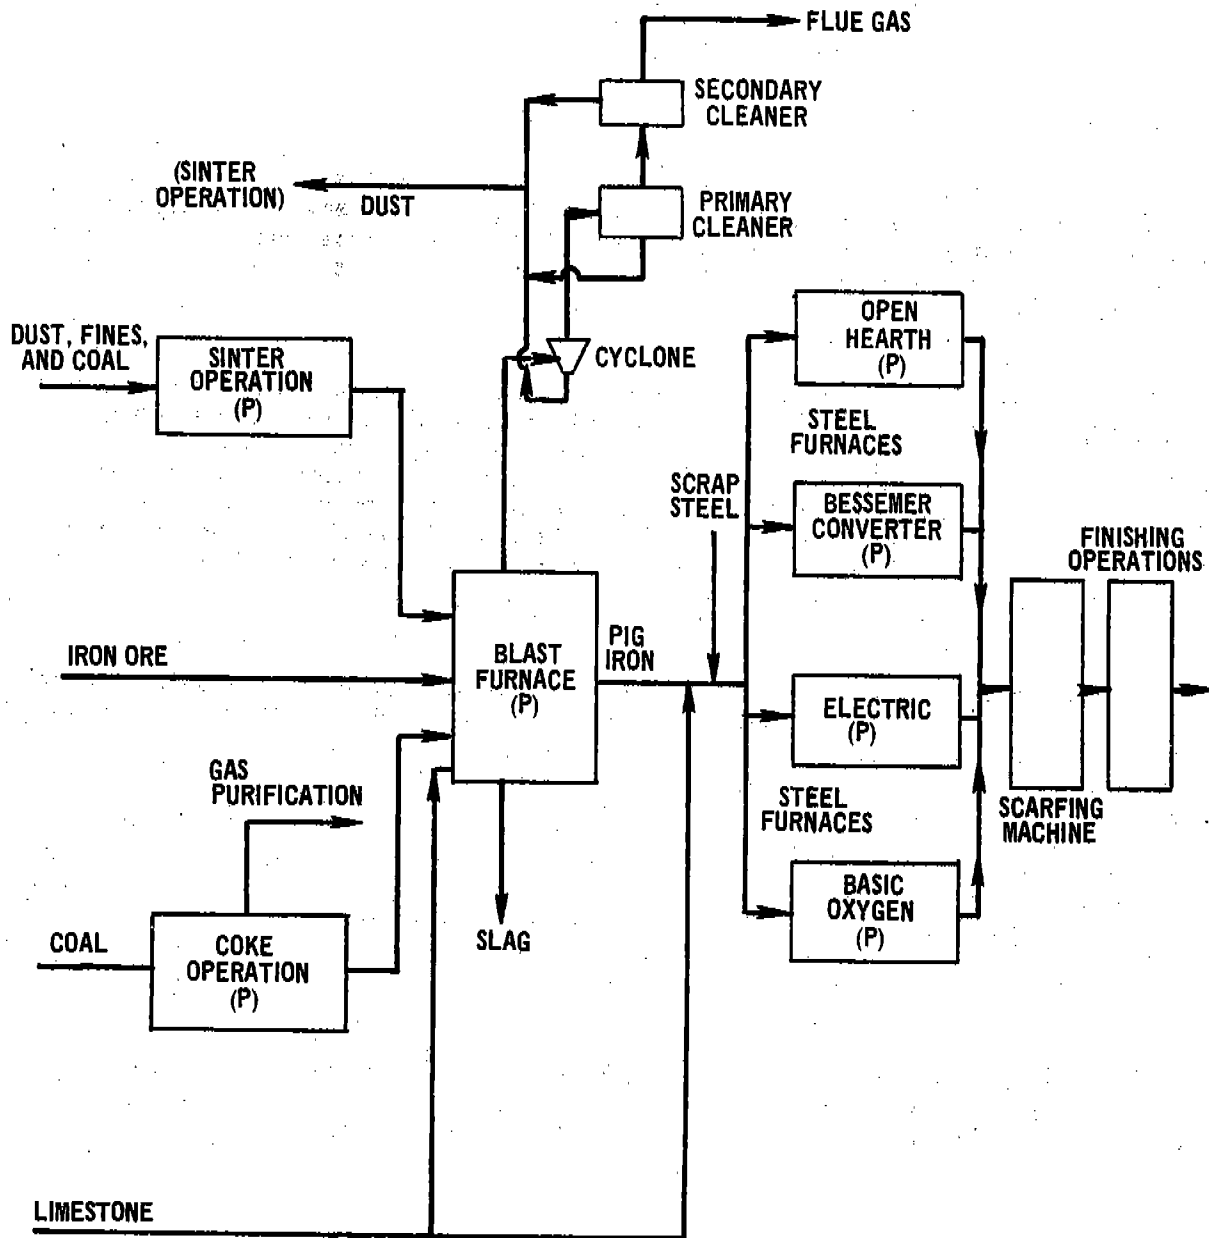 FLUE GAS
SECONDARY
CLEANER
(SINTER
OPERATION)
DUST
PRIMARY
CLEANER
DUST, FINES,
AND COAL
SINTER
OPERATION
(P)
CYCLONE
OPEN
HEARTH
(P)
STEEL
FURNACES
SCRAP
STEEL
BESSEMER
CONVERTER
(P)
FINISHING
OPERATIONS
IRON ORE
BLAST
FURNACE
(P)
PIG
IRON
ELECTRIC
(P)
GAS
PURIFICATION
STEEL
FURNACES
SCARFING
MACHINE
COAL
COKE
OPERATION
(P)
SLAG
BASIC
OXYGEN
(P)
LIMESTONE